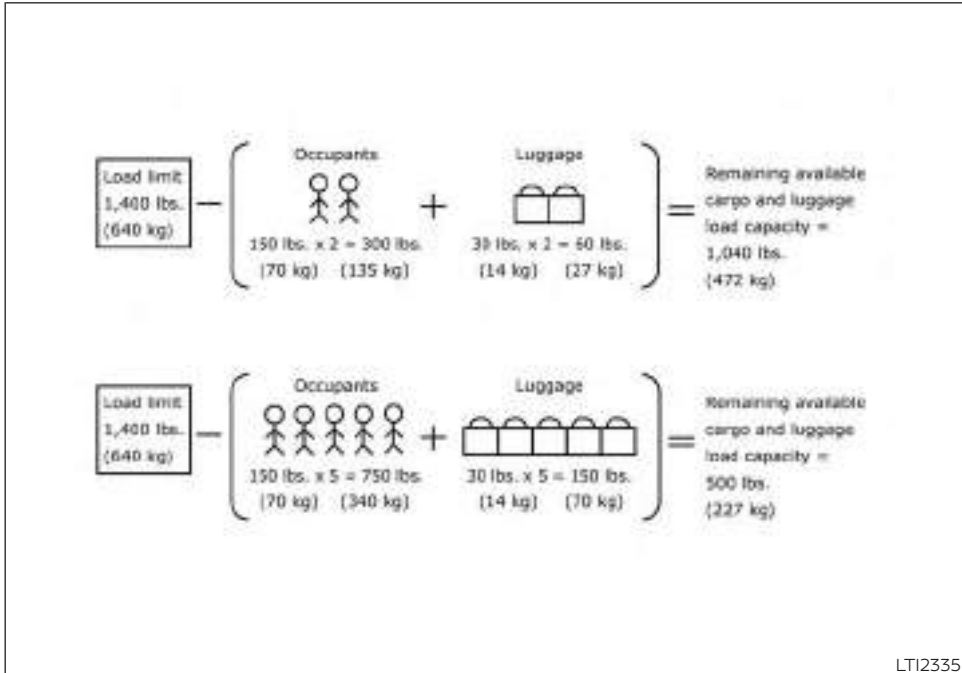 Load limit
1,400 lbs.
(640 kg)
−
Occupants
150 lbs. x 2 = 300 lbs.
(70 kg) (135 kg)
+
Luggage
30 lbs. x 2 = 60 lbs.
(14 kg) (27 kg)
=
Remaining available
cargo and luggage
load capacity =
1,040 lbs.
(472 kg)
Load limit
1,400 lbs.
(640 kg)
−
Occupants
150 lbs. x 5 = 750 lbs.
(70 kg) (340 kg)
+
Luggage
30 lbs. x 5 = 150 lbs.
(14 kg) (70 kg)
=
Remaining available
cargo and luggage
load capacity =
500 lbs.
(227 kg)
LTI2335